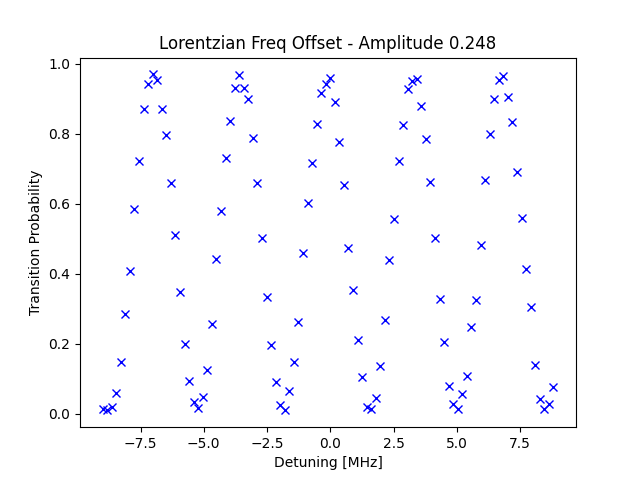 Lorentzian Freq Offset - Amplitude 0.248
1.0
0.8
0.6
0.4
0.2
0.0
Transition Probability
−7.5 −5.0 −2.5 0.0 2.5 5.0 7.5
Detuning [MHz]